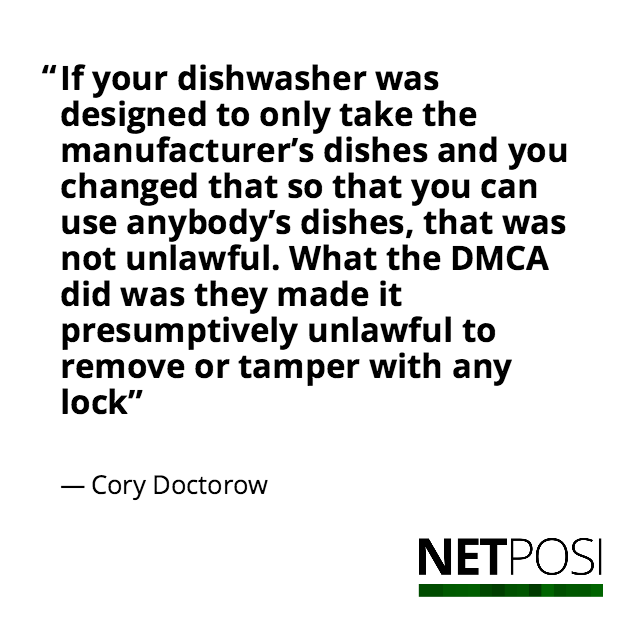 “If your dishwasher was
designed to only take the
manufacturer’s dishes and you
changed that so that you can
use anybody’s dishes, that was
not unlawful. What the DMCA
did was they made it
presumptively unlawful to
remove or tamper with any
lock”
— Cory Doctorow
NETPOSI